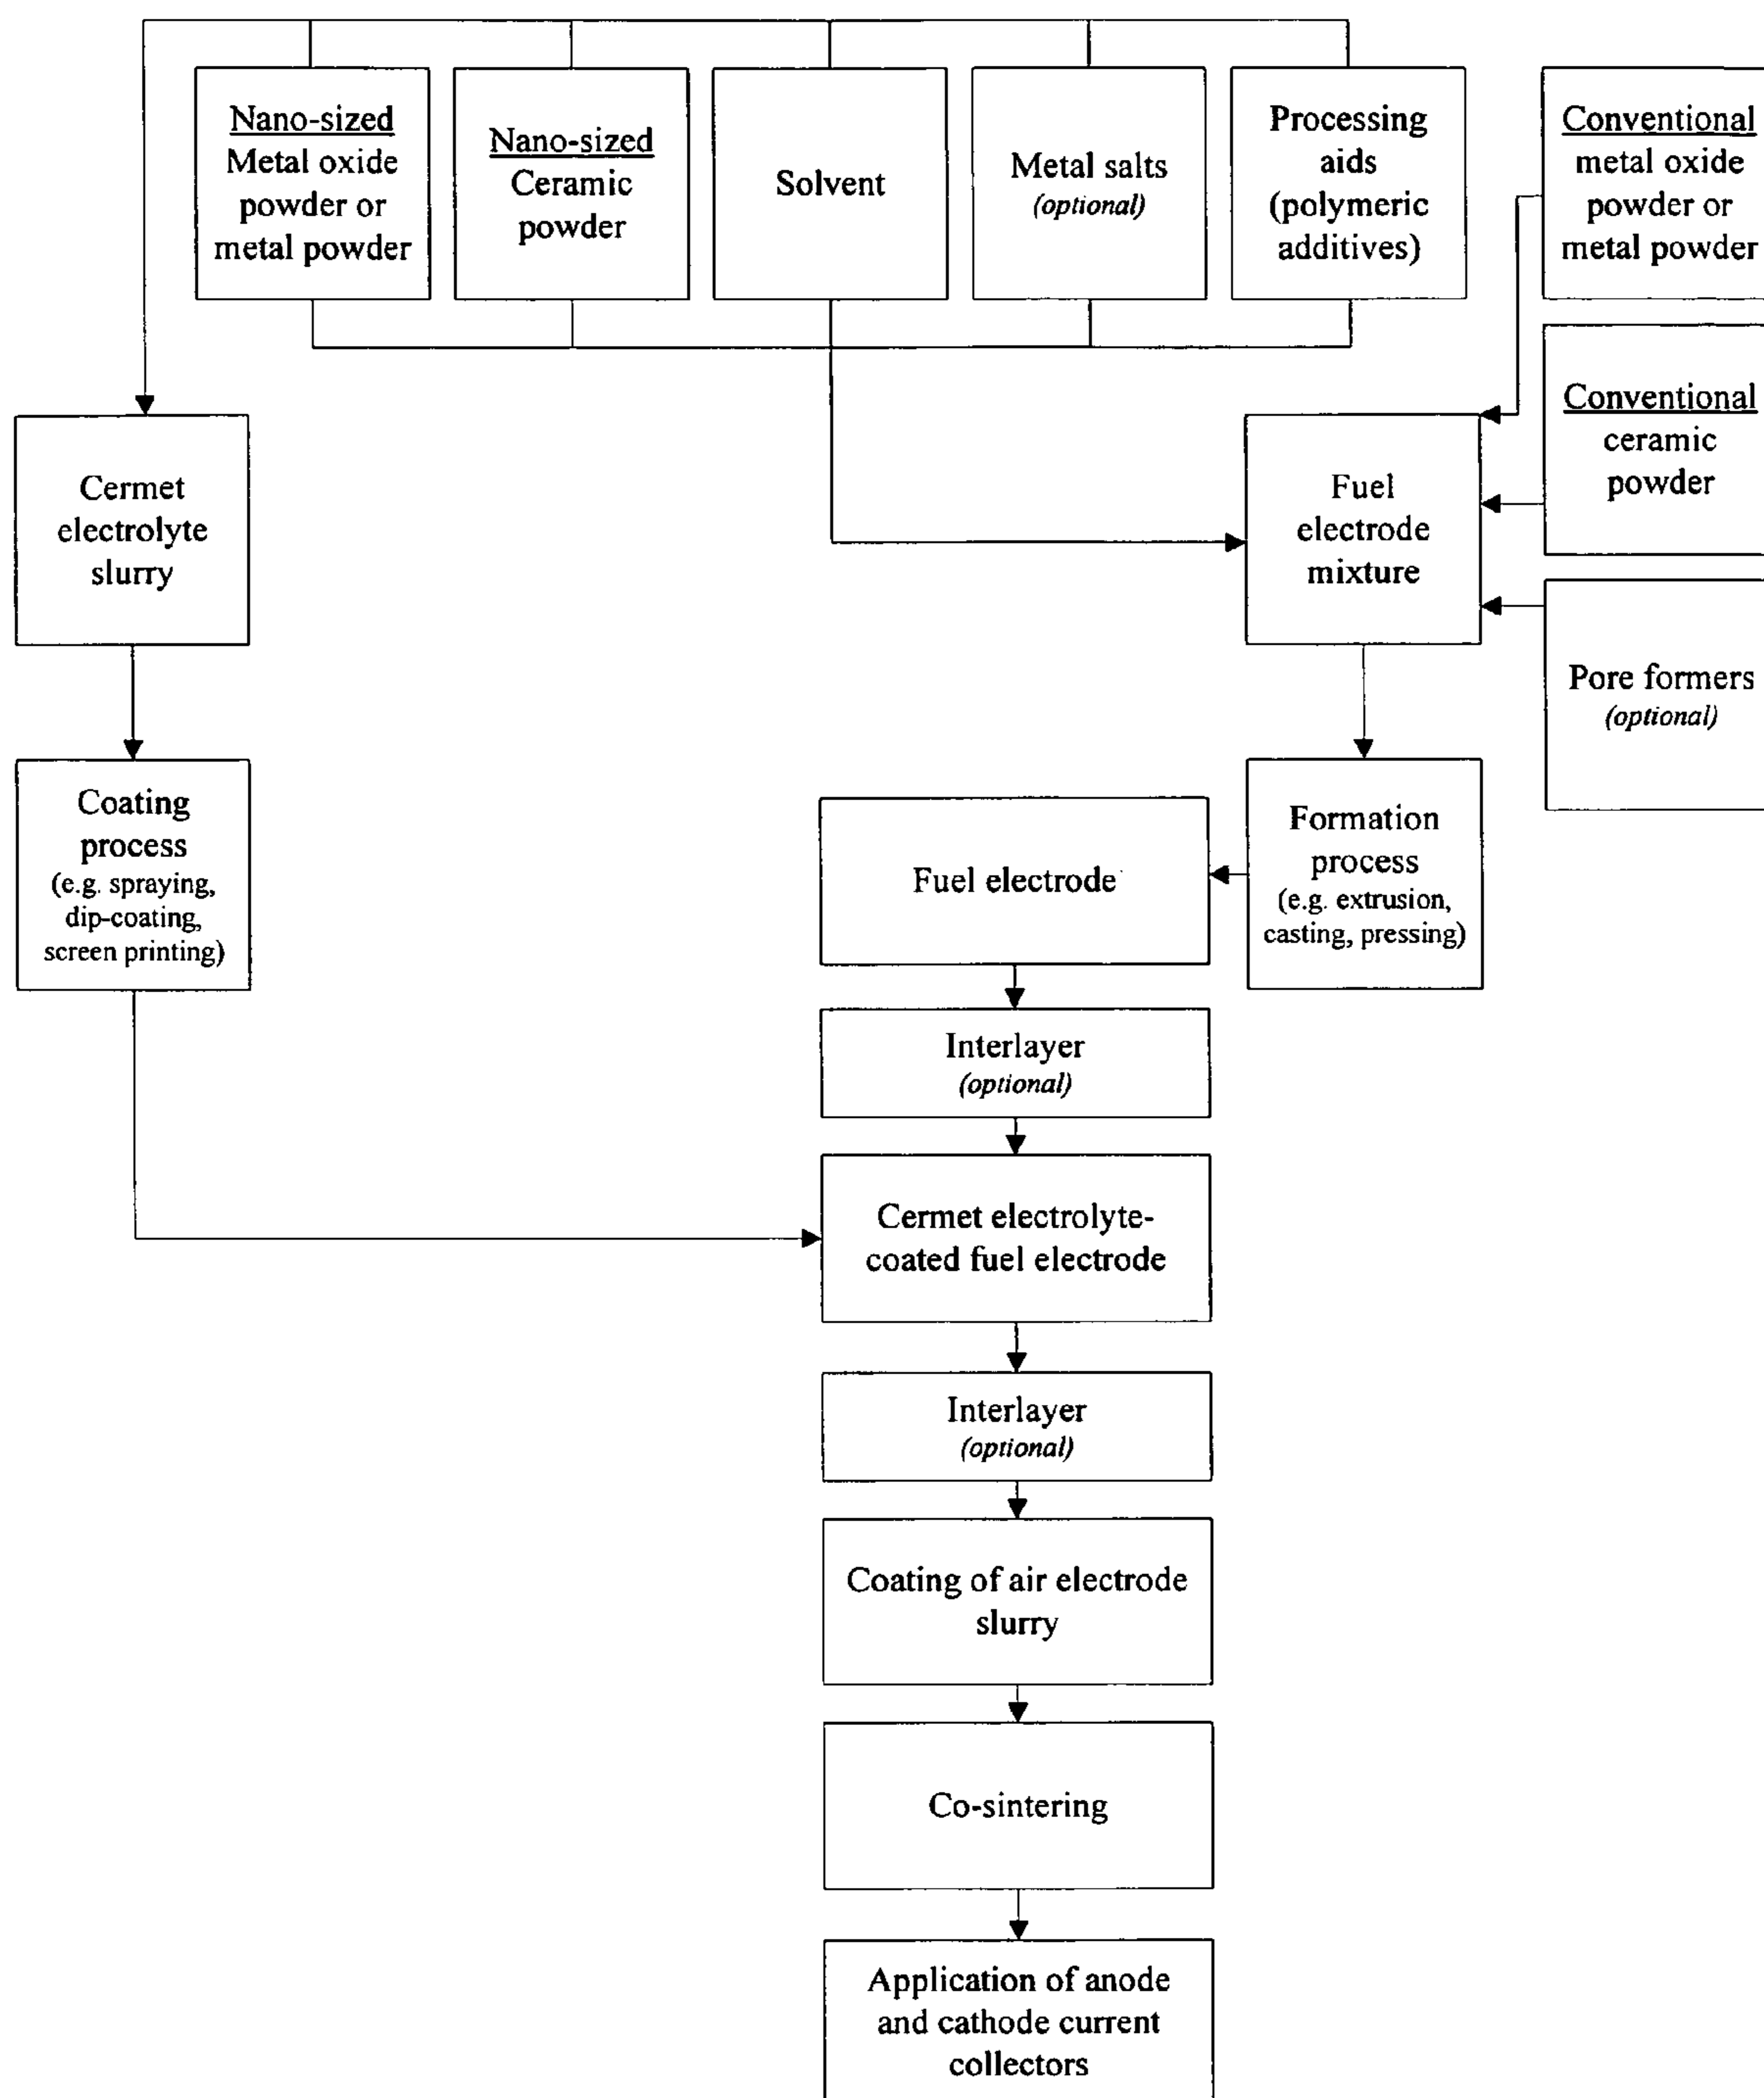 Nano-sized
Metal oxide
powder or
metal powder
Nano-sized
Ceramic
powder
Solvent
Metal salts
(optional)
Processing
aids
(polymeric
additives)
Conventional
metal oxide
powder or
metal powder
Conventional
ceramic
powder
Cermet
electrolyte
slurry
Fuel
electrode
mixture
Pore formers
(optional)
Coating
process
(e.g. spraying,
dip-coating,
screen printing)
Fuel electrode
Formation
process
(e.g. extrusion,
casting, pressing)
Interlayer
(optional)
Cermet electrolyte-
coated fuel electrode
Interlayer
(optional)
Coating of air electrode
slurry
Co-sintering
Application of anode
and cathode current
collectors